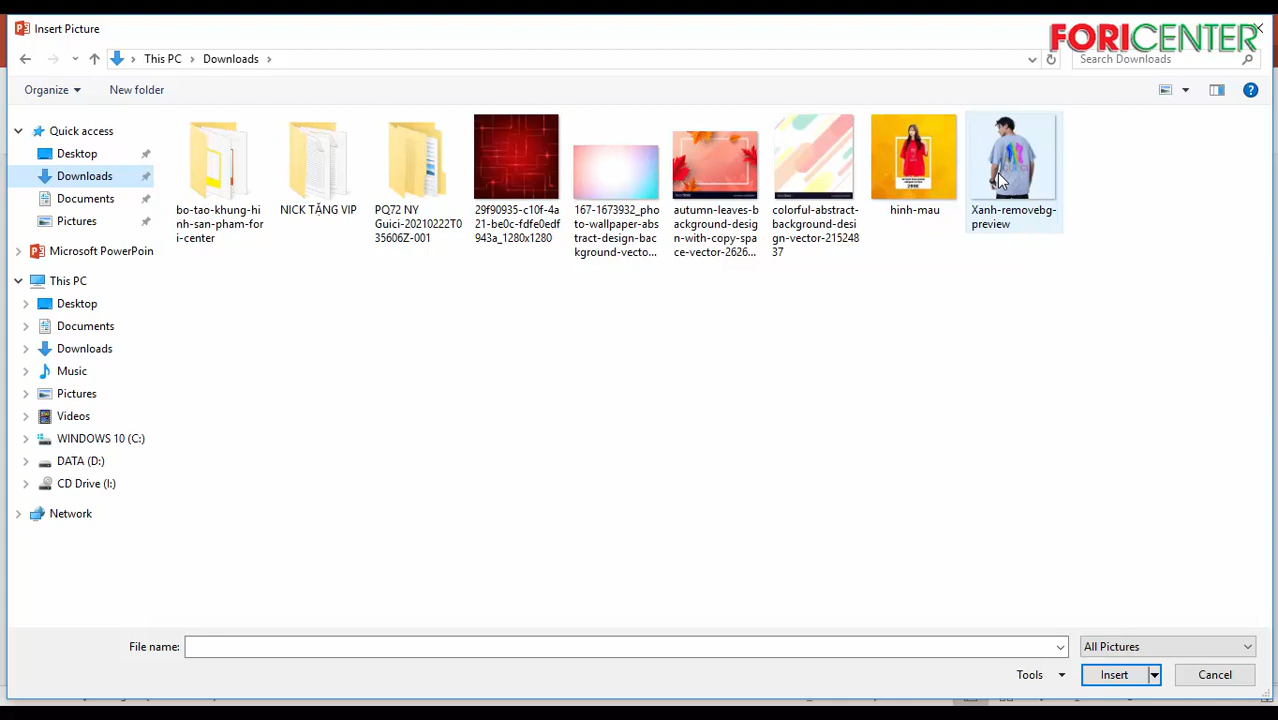 Insert Picture
FORICENTER
This PC
Downloads
Search Downloads
Organize
New folder
Quick access
Desktop
Downloads
Documents
Pictures
Microsoft PowerPoin
This PC
Desktop
Documents
Downloads
Music
Pictures
Videos
WINDOWS 10 (C:)
DATA (D:)
CD Drive (I:)
Network
bo-tao-khung-hi
nh-san-pham-for
i-center
NICK TẶNG VIP
PQ72 NY
Guici-20210222T0
35606Z-001
29f90935-c10f-4a
21-be0c-fdfe0edf
943a_1280x1280
167-1673932_pho
to-wallpaper-abs
tract-design-bac
kground-vecto...
autumn-leaves-b
ackground-desig
n-with-copy-spa
ce-vector-2626...
colorful-abstract-
background-desi
gn-vector-215248
37
hinh-mau
Xanh-removebg-
preview
File name:
All Pictures
Tools
Insert
Cancel